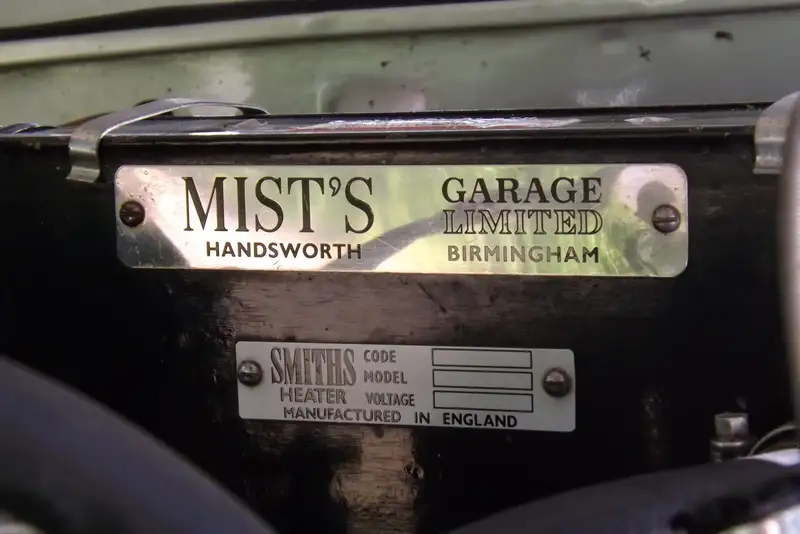 MIST'S
HANDSWORTH
GARAGE
LIMITED
BIRMINGHAM
SMITHS
HEATER
CODE
MODEL
VOLTAGE
MANUFACTURED IN ENGLAND